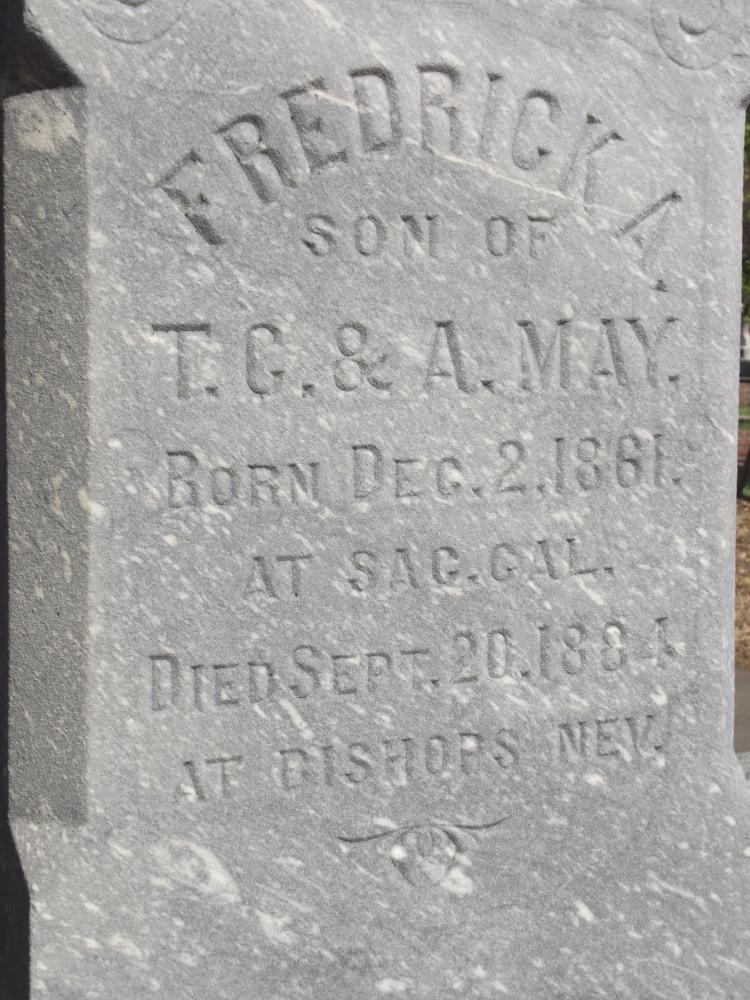 FREDRICK A.
SON OF
T. C. & A. MAY.
BORN DEC. 2. 1861.
AT SAC. CAL.
DIED SEPT. 20. 1884
AT BISHOPS NEV.